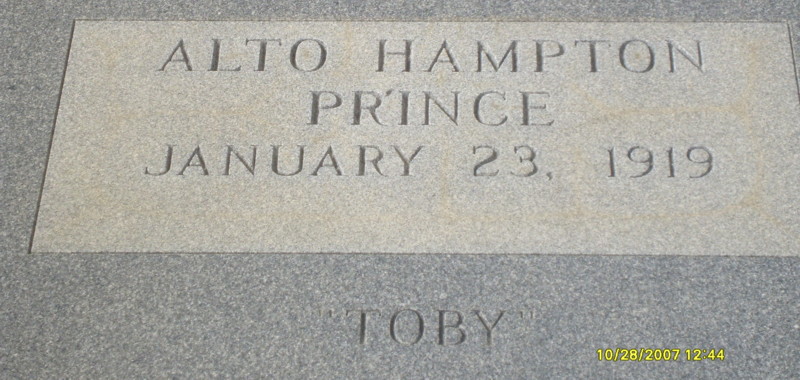 ALTO HAMPTON
PRINCE
JANUARY 23, 1919
"TOBY"
10/28/2007 12:44